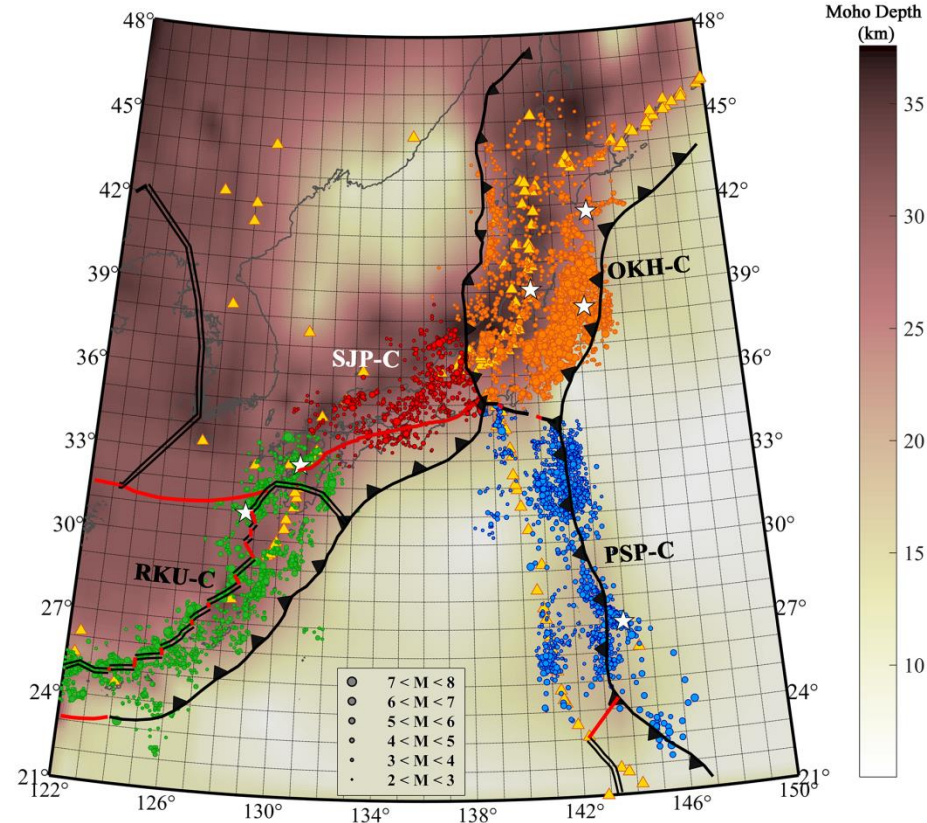 48°
48°
Moho Depth
(km)
45°
45°
35
42°
42°
30
39°
OKH-C
39°
25
36°
SJP-C
36°
20
33°
33°
30°
30°
15
RKU-C
PSP-C
27°
27°
10
24°
24°
7 < M < 8
6 < M < 7
5 < M < 6
4 < M < 5
3 < M < 4
2 < M < 3
21°
21°
122°
126°
130°
134°
138°
142°
146°
150°